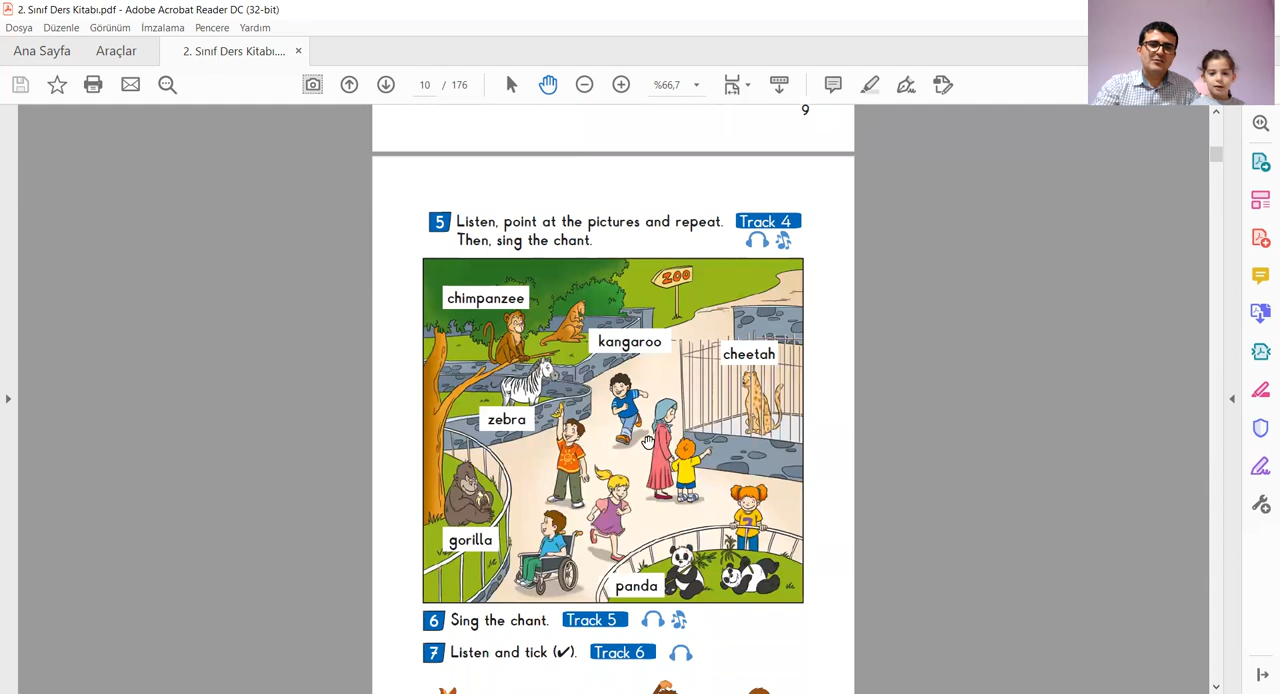 2. Sınıf Ders Kitabı.pdf - Adobe Acrobat Reader DC (32-bit)
Dosya Düzenle Görünüm İmzalama Pencere Yardım
Ana Sayfa Araçlar 2. Sınıf Ders Kitabı.... ×
10 / 176 %66,7
9
5 Listen, point at the pictures and repeat. Track 4
Then, sing the chant.
ZOO
chimpanzee
kangaroo
cheetah
zebra
gorilla
panda
6 Sing the chant. Track 5
7 Listen and tick (✓). Track 6